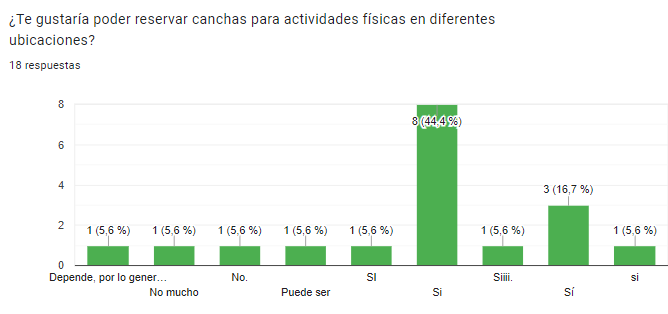 ¿Te gustaría poder reservar canchas para actividades físicas en diferentes
ubicaciones?
18 respuestas
8
6
4
2
0
1 (5,6 %)
1 (5,6 %)
1 (5,6 %)
1 (5,6 %)
1 (5,6 %)
8 (44,4 %)
1 (5,6 %)
3 (16,7 %)
1 (5,6 %)
Depende, por lo gener…
No mucho
No.
Puede ser
SI
Si
Siiii.
Sí
si